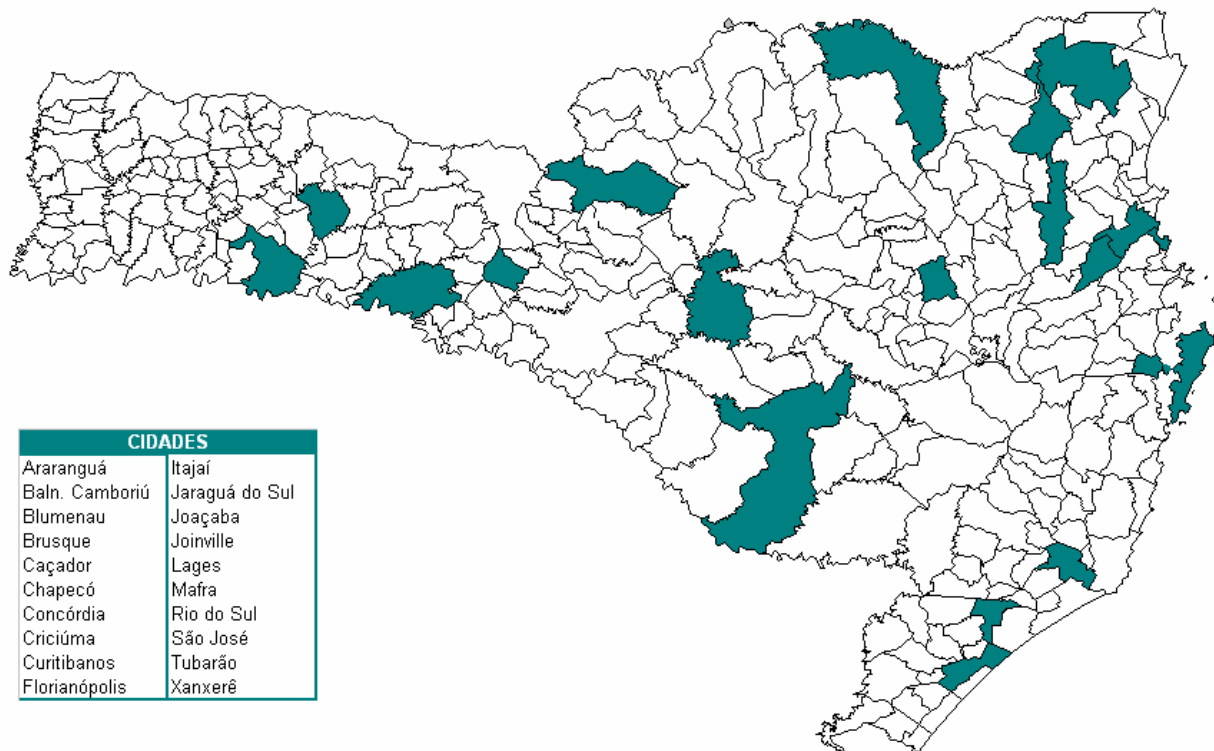 CIDADES
Araranguá Itajaí
Baln. Camboriú Jaraguá do Sul
Blumenau Joaçaba
Brusque Joinville
Caçador Lages
Chapecó Mafra
Concórdia Rio do Sul
Criciúma São José
Curitibanos Tubarão
Florianópolis Xanxerê